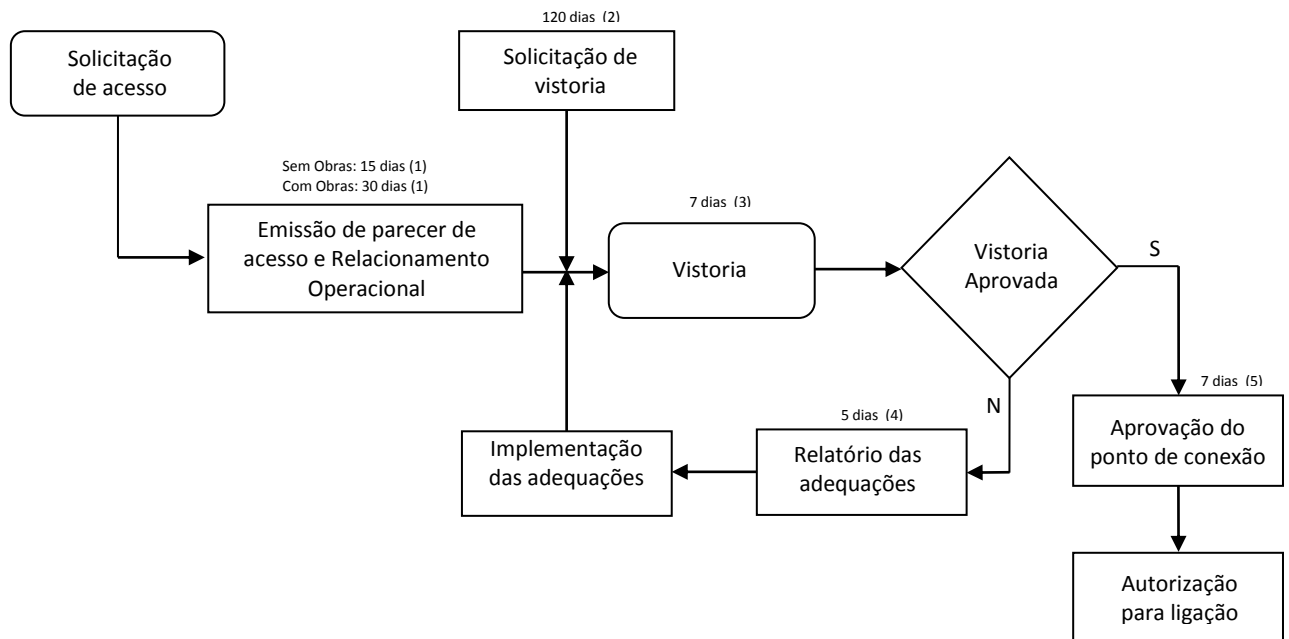 Solicitação
de acesso
120 dias (2)
Solicitação de
vistoria
Sem Obras: 15 dias (1)
Com Obras: 30 dias (1)
Emissão de parecer de
acesso e Relacionamento
Operacional
7 dias (3)
Vistoria
Vistoria
Aprovada
S
N
7 dias (5)
Aprovação do
ponto de conexão
5 dias (4)
Relatório das
adequações
Implementação
das adequações
Autorização
para ligação